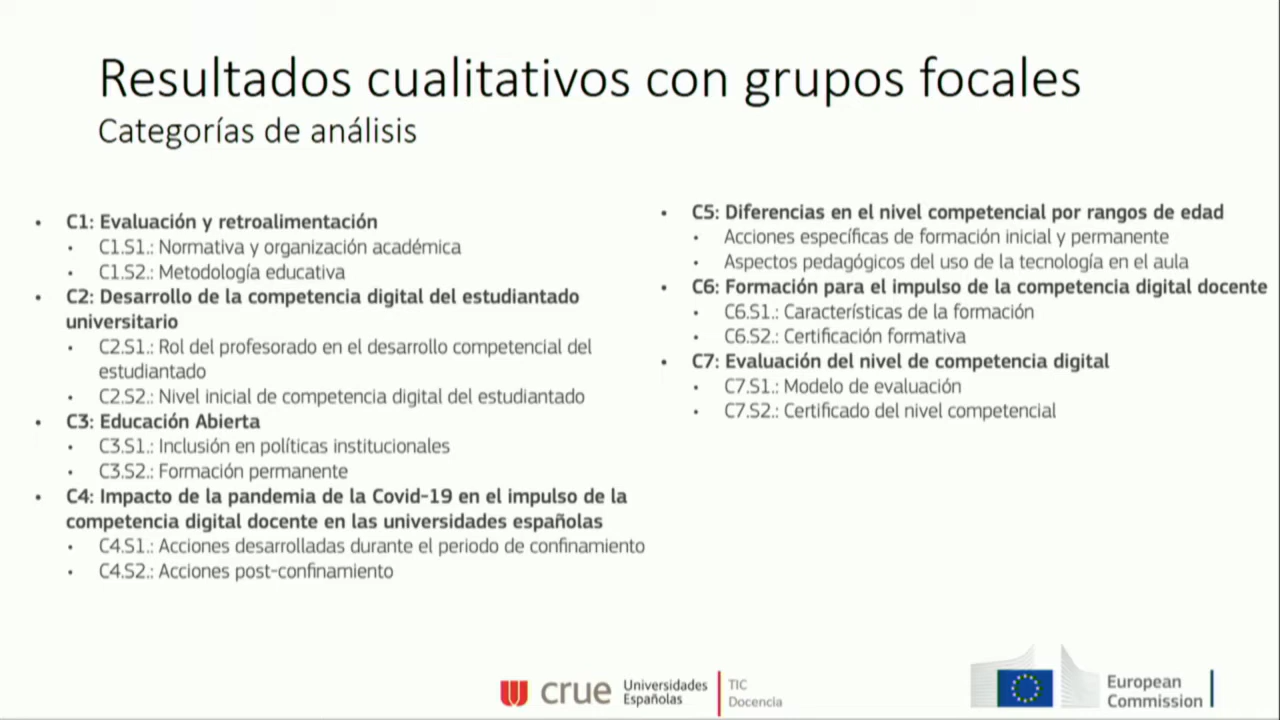 Resultados cualitativos con grupos focales
Categorías de análisis
• C1: Evaluación y retroalimentación
• C1.S1.: Normativa y organización académica
• C1.S2.: Metodología educativa
• C2: Desarrollo de la competencia digital del estudiantado
universitario
• C2.S1.: Rol del profesorado en el desarrollo competencial del
estudiantado
• C2.S2.: Nivel inicial de competencia digital del estudiantado
• C3: Educación Abierta
• C3.S1.: Inclusión en políticas institucionales
• C3.S2.: Formación permanente
• C4: Impacto de la pandemia de la Covid-19 en el impulso de la
competencia digital docente en las universidades españolas
• C4.S1.: Acciones desarrolladas durante el periodo de confinamiento
• C4.S2.: Acciones post-confinamiento
• C5: Diferencias en el nivel competencial por rangos de edad
• Acciones específicas de formación inicial y permanente
• Aspectos pedagógicos del uso de la tecnología en el aula
• C6: Formación para el impulso de la competencia digital docente
• C6.S1.: Características de la formación
• C6.S2.: Certificación formativa
• C7: Evaluación del nivel de competencia digital
• C7.S1.: Modelo de evaluación
• C7.S2.: Certificado del nivel competencial
crue
Universidades
Españolas
TIC
Docencia
European
Commission